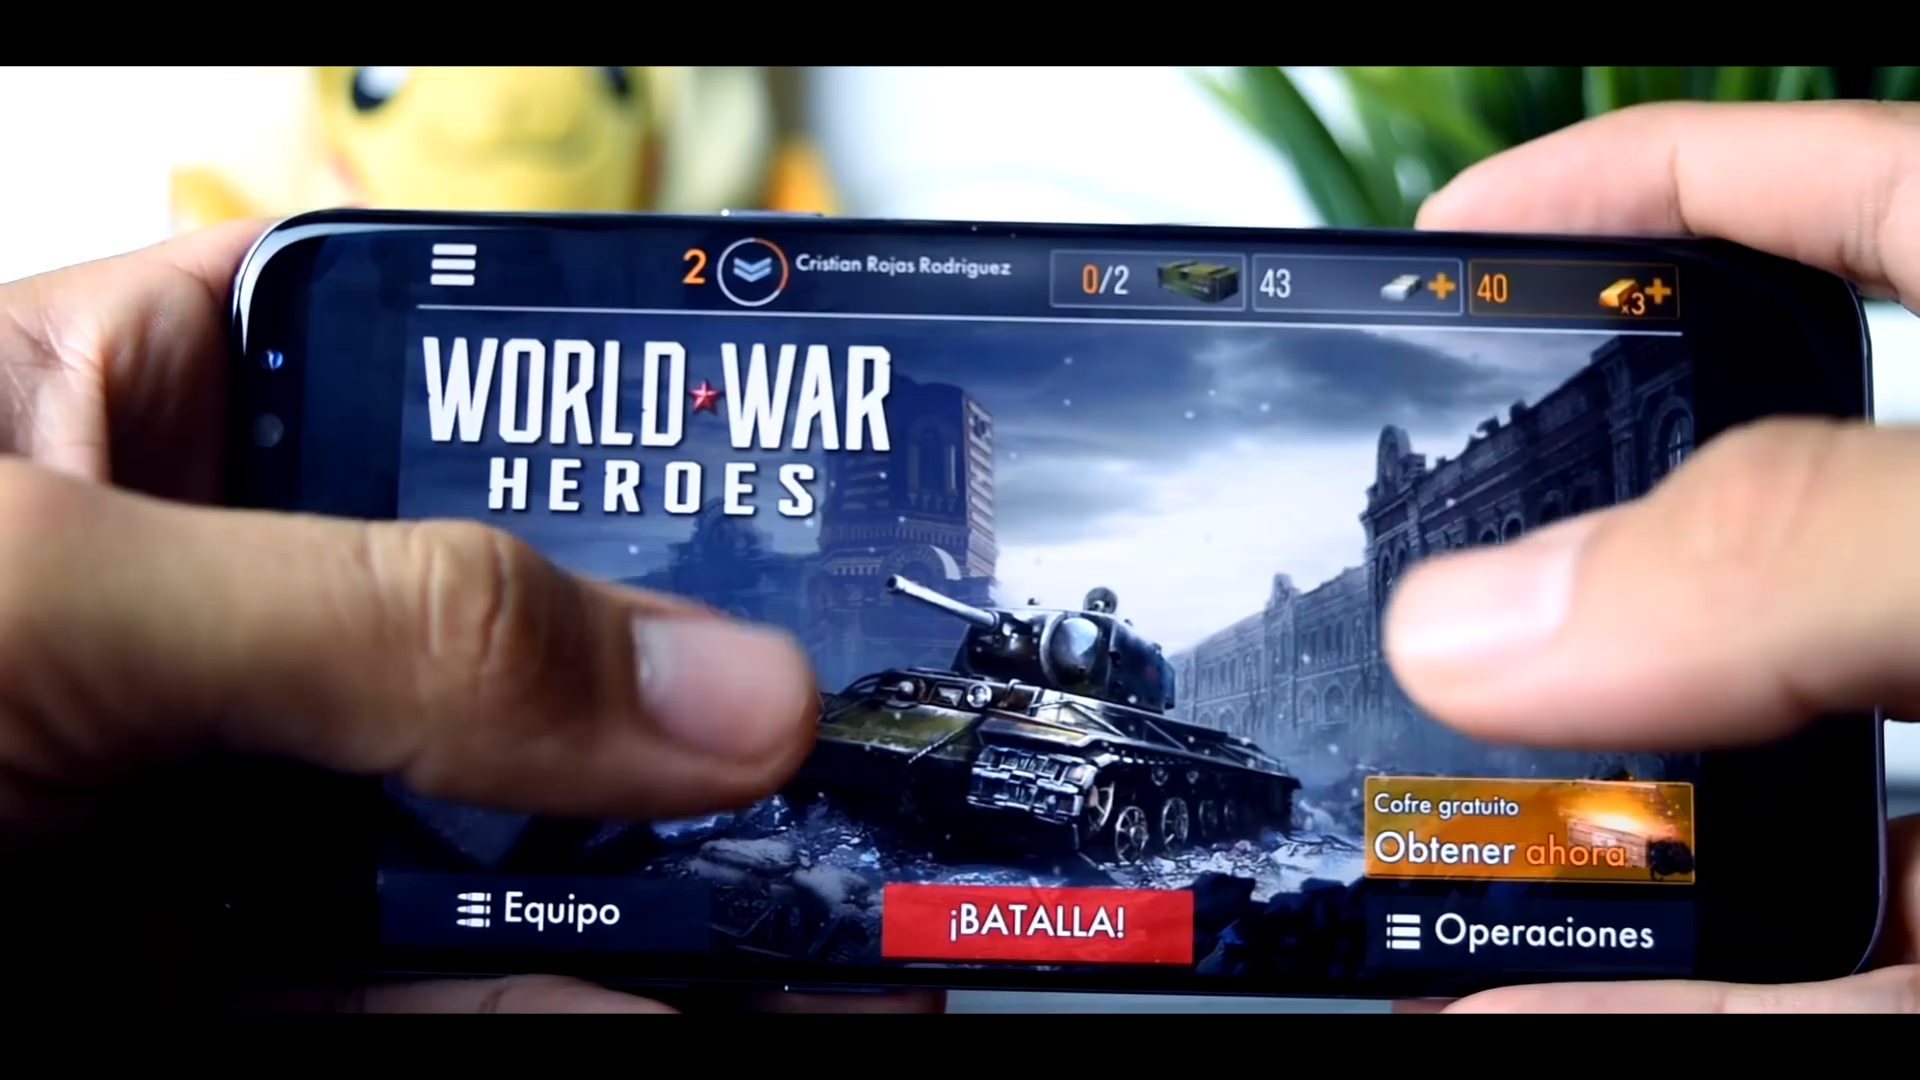 2 Cristian Rojas Rodriguez 0/2 43 + 40 x3+
WORLD WAR
HEROES
Cofre gratuito
Obtener ahora
Equipo
¡BATALLA!
Operaciones